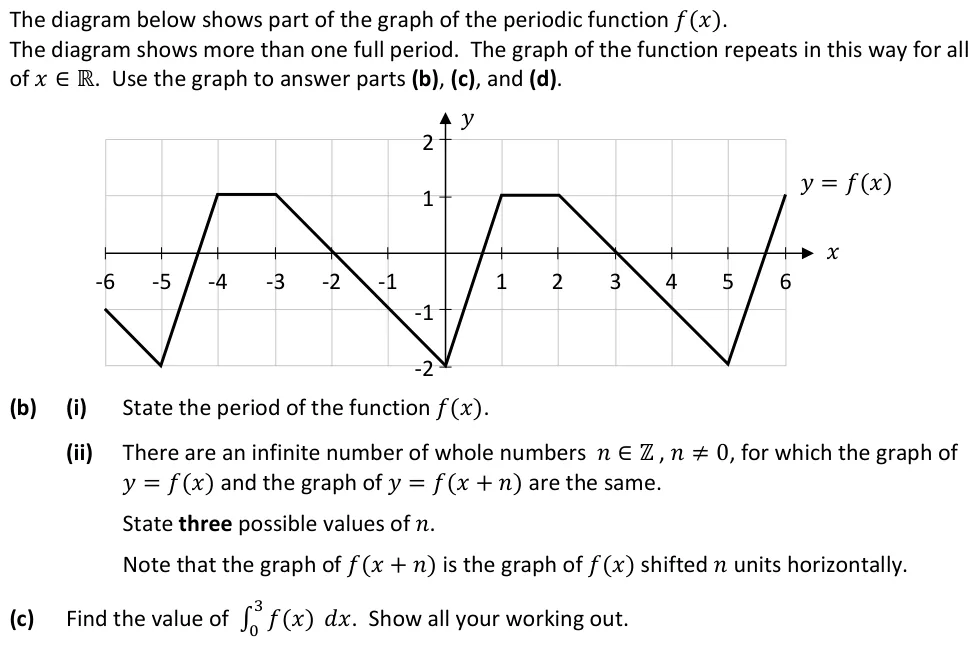 The diagram below shows part of the graph of the periodic function f(x).
The diagram shows more than one full period. The graph of the function repeats in this way for all
of x ∈ ℝ. Use the graph to answer parts (b), (c), and (d).
y
2
y = f(x)
1
x
-6 -5 -4 -3 -2 -1 1 2 3 4 5 6
-1
-2
(b) (i) State the period of the function f(x).
(ii) There are an infinite number of whole numbers n ∈ ℤ, n ≠ 0, for which the graph of
y = f(x) and the graph of y = f(x + n) are the same.
State three possible values of n.
Note that the graph of f(x + n) is the graph of f(x) shifted n units horizontally.
(c) Find the value of ∫₀³ f(x) dx. Show all your working out.